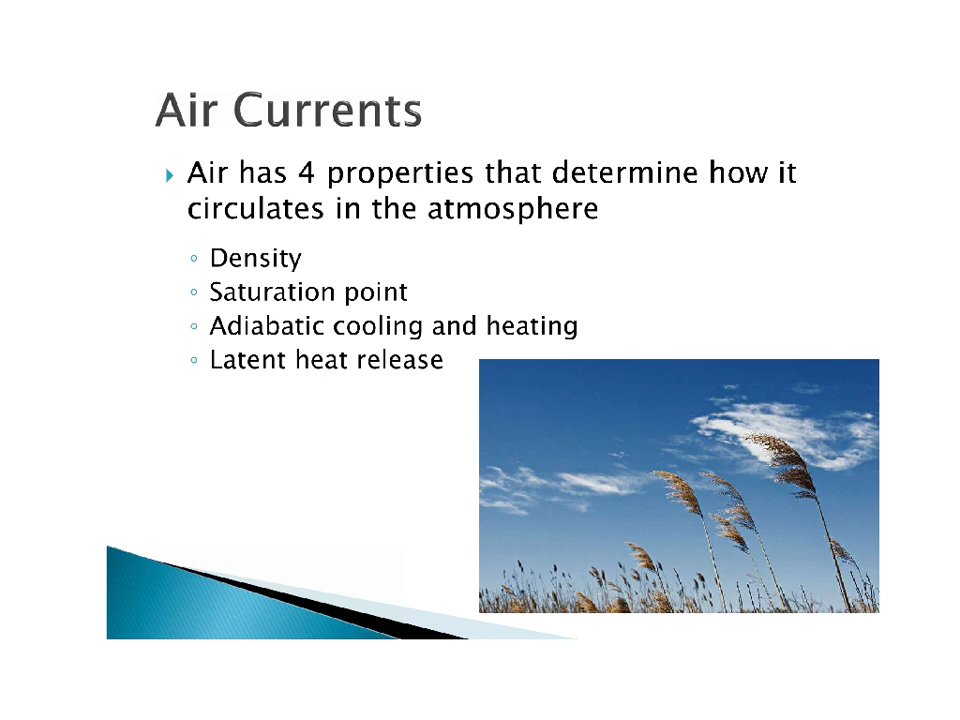 Air Currents
Air has 4 properties that determine how it
circulates in the atmosphere
Density
Saturation point
Adiabatic cooling and heating
Latent heat release